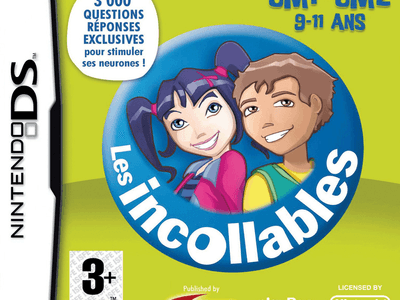 3 000
QUESTIONS
RÉPONSES
EXCLUSIVES
pour stimuler
ses neurones !
CM1 CM2
9-11 ANS
NINTENDO DS
TM
Les
incollables
3+
Published by
LICENSED BY